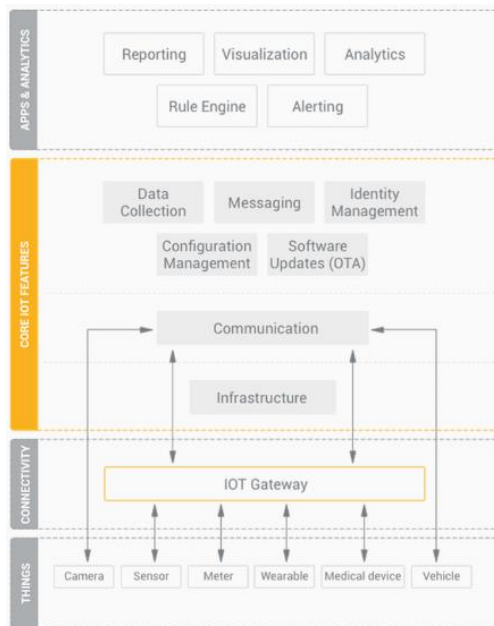 APPS & ANALYTICS
Reporting
Visualization
Analytics
Rule Engine
Alerting
CORE IOT FEATURES
Data
Collection
Messaging
Identity
Management
Configuration
Management
Software
Updates (OTA)
Communication
Infrastructure
CONNECTIVITY
IOT Gateway
THINGS
Camera
Sensor
Meter
Wearable
Medical device
Vehicle